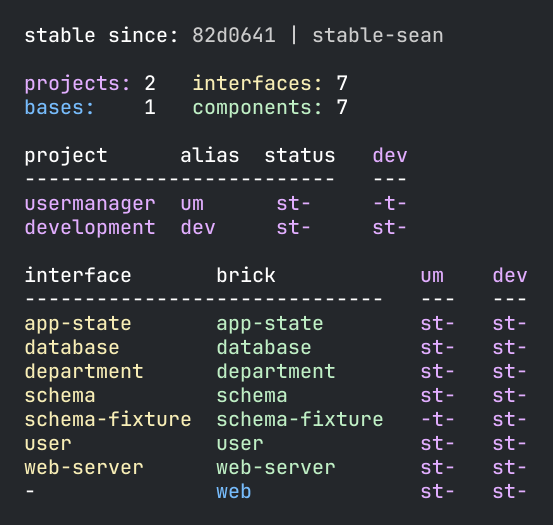 stable since: 82d0641 | stable-sean
projects: 2   interfaces: 7
bases:    1   components: 7
project      alias  status   dev
--------------------------   ---
usermanager  um      st-     -t-
development  dev     st-     st-
interface       brick            um   dev
------------------------------   ---   ---
app-state       app-state        st-   st-
database        database         st-   st-
department      department       st-   st-
schema          schema           st-   st-
schema-fixture  schema-fixture   -t-   st-
user            user             st-   st-
web-server      web-server       st-   st-
-               web              st-   st-